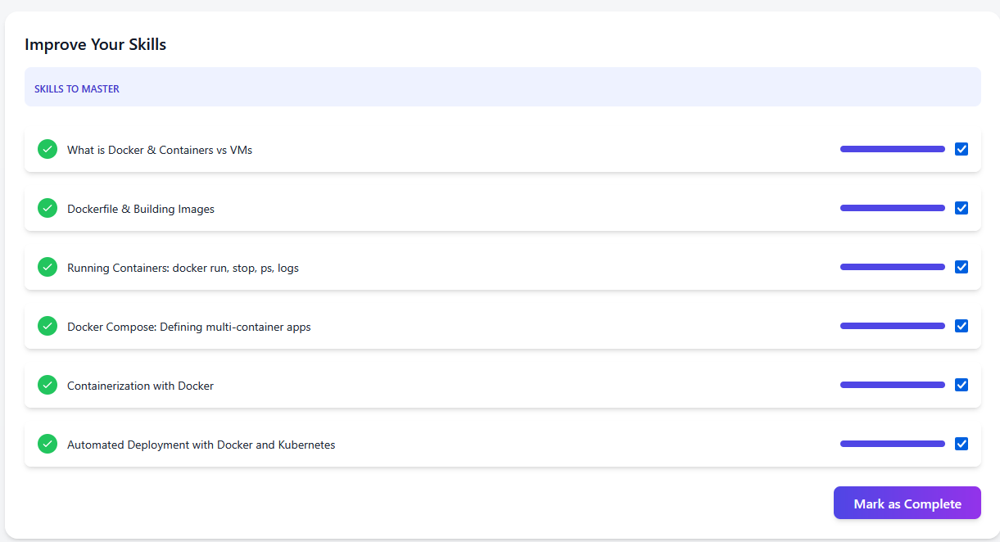 Improve Your Skills
SKILLS TO MASTER
What is Docker & Containers vs VMs
Dockerfile & Building Images
Running Containers: docker run, stop, ps, logs
Docker Compose: Defining multi-container apps
Containerization with Docker
Automated Deployment with Docker and Kubernetes
Mark as Complete